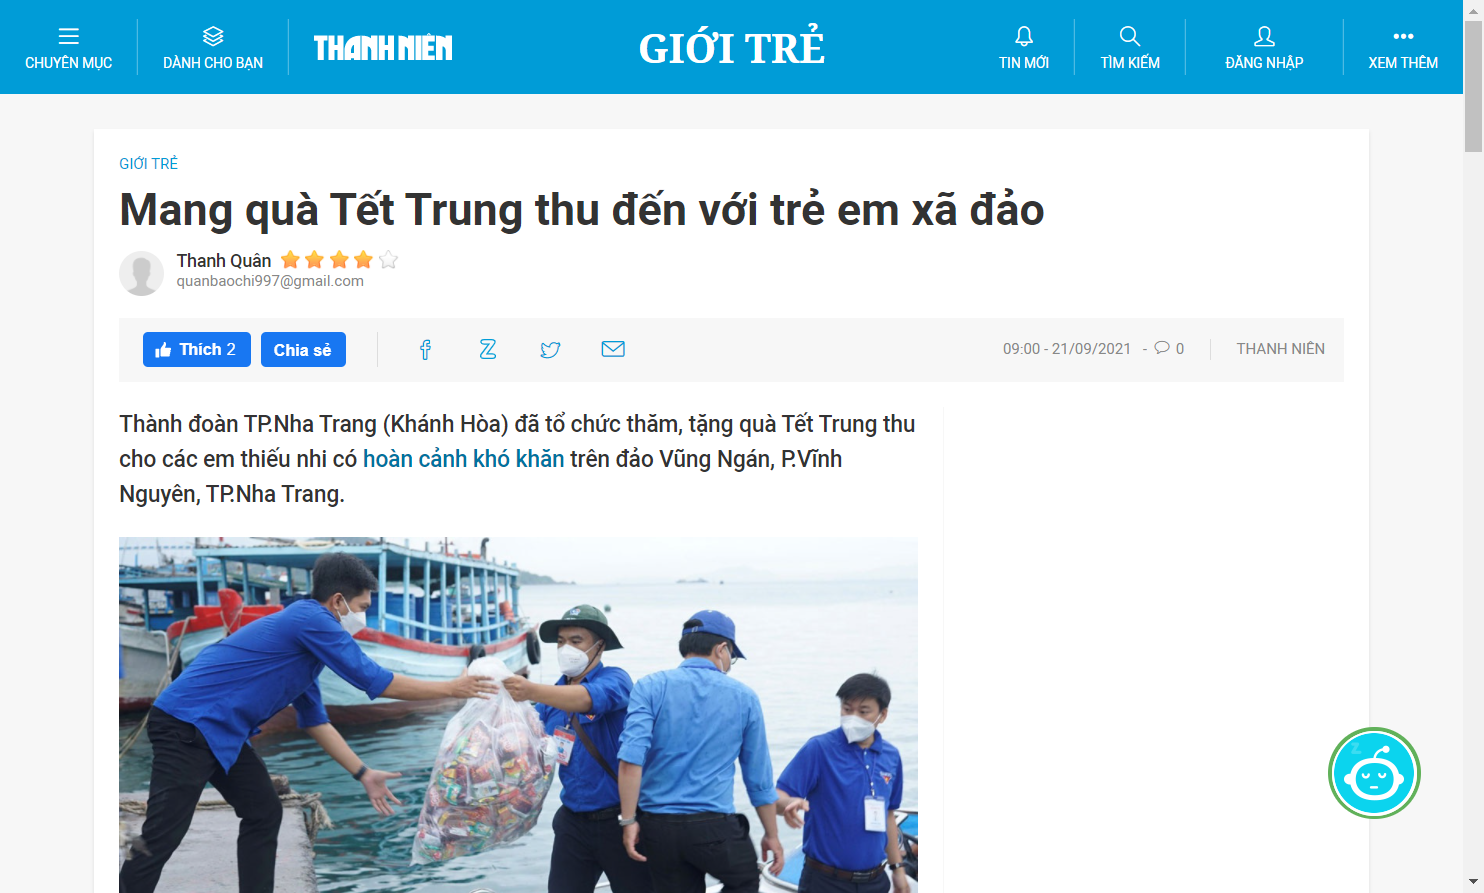 CHUYÊN MỤC
DÀNH CHO BẠN
THANH NIÊN
GIỚI TRẺ
TIN MỚI
TÌM KIẾM
ĐĂNG NHẬP
XEM THÊM
GIỚI TRẺ
Mang quà Tết Trung thu đến với trẻ em xã đảo
Thanh Quân
quanbaochi997@gmail.com
Thích 2
Chia sẻ
09:00 - 21/09/2021 - 0
THANH NIÊN
Thành đoàn TP.Nha Trang (Khánh Hòa) đã tổ chức thăm, tặng quà Tết Trung thu
cho các em thiếu nhi có hoàn cảnh khó khăn trên đảo Vũng Ngán, P.Vĩnh
Nguyên, TP.Nha Trang.